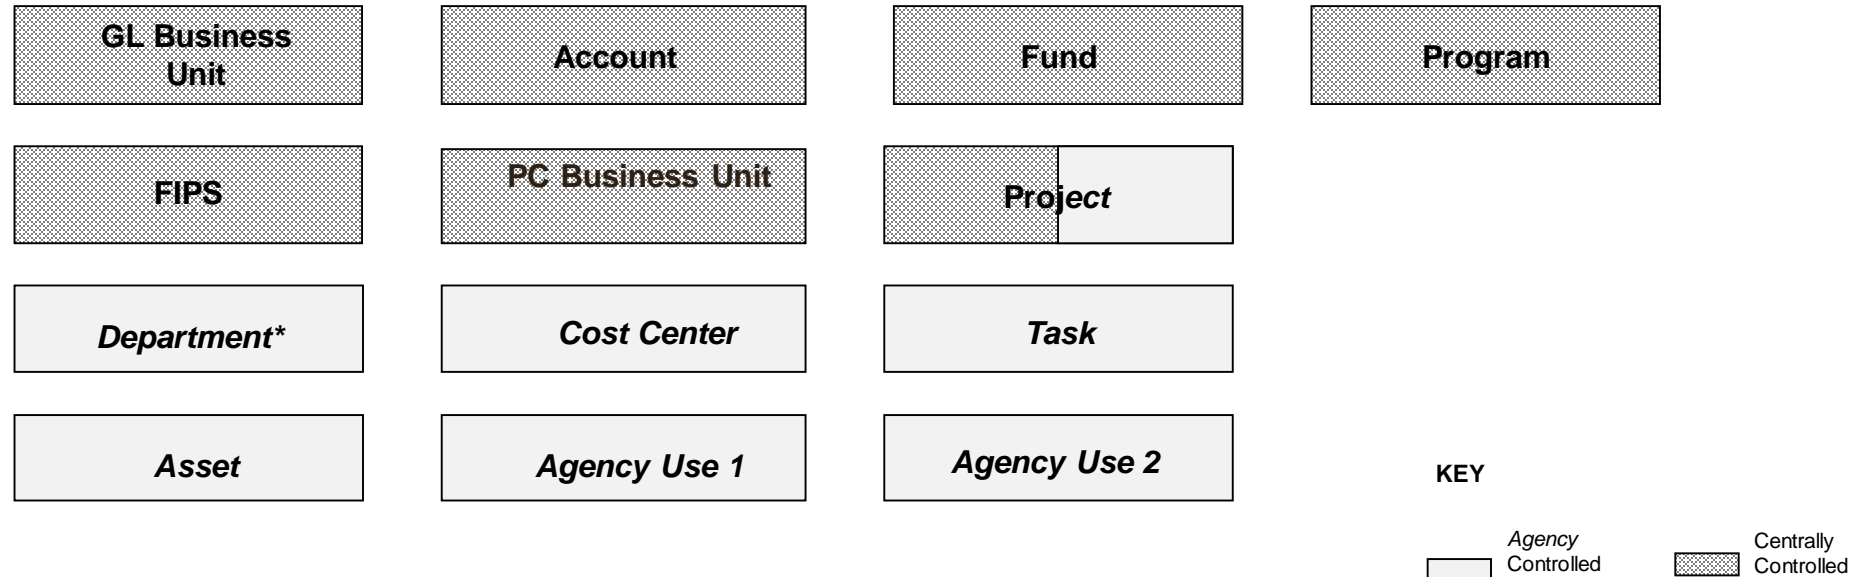 GL Business
Unit
Account
Fund
Program
FIPS
PC Business Unit
Project
Department*
Cost Center
Task
Asset
Agency Use 1
Agency Use 2
KEY
Agency
Controlled
Centrally
Controlled